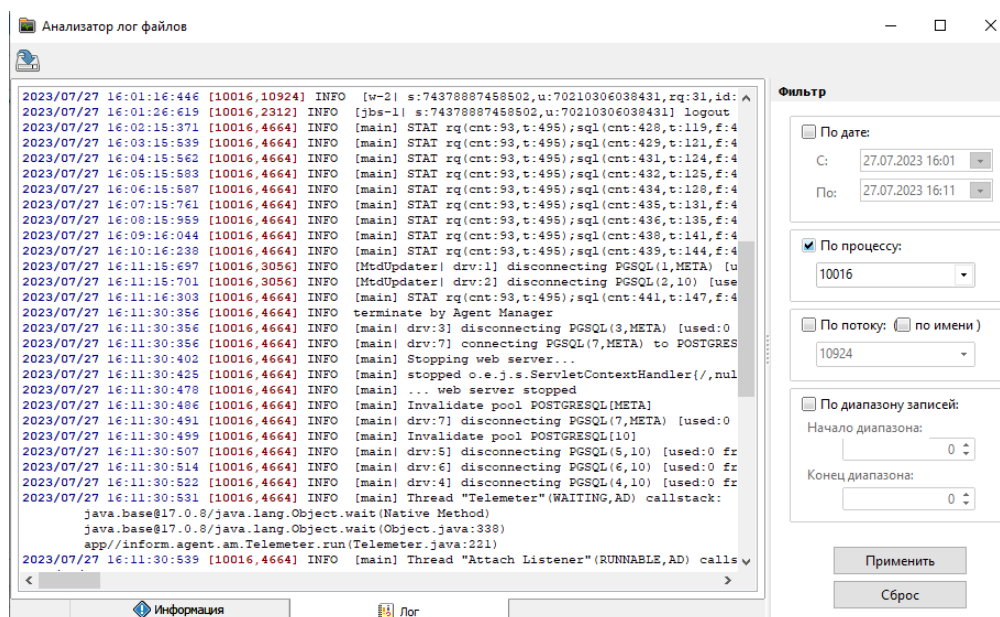 Анализатор лог файлов
2023/07/27 16:01:16:446 [10016,10924] INFO [w-2| s:74378887458502,u:70210306038431,rq:31,id:
2023/07/27 16:01:26:619 [10016,2312] INFO [jbs-1| s:74378887458502,u:70210306038431] logout
2023/07/27 16:02:15:371 [10016,4664] INFO [main] STAT rq(cnt:93,t:495);sql(cnt:428,t:119,f:4
2023/07/27 16:03:15:539 [10016,4664] INFO [main] STAT rq(cnt:93,t:495);sql(cnt:429,t:121,f:4
2023/07/27 16:04:15:562 [10016,4664] INFO [main] STAT rq(cnt:93,t:495);sql(cnt:431,t:124,f:4
2023/07/27 16:05:15:583 [10016,4664] INFO [main] STAT rq(cnt:93,t:495);sql(cnt:432,t:125,f:4
2023/07/27 16:06:15:587 [10016,4664] INFO [main] STAT rq(cnt:93,t:495);sql(cnt:434,t:128,f:4
2023/07/27 16:07:15:761 [10016,4664] INFO [main] STAT rq(cnt:93,t:495);sql(cnt:435,t:131,f:4
2023/07/27 16:08:15:959 [10016,4664] INFO [main] STAT rq(cnt:93,t:495);sql(cnt:436,t:135,f:4
2023/07/27 16:09:16:044 [10016,4664] INFO [main] STAT rq(cnt:93,t:495);sql(cnt:438,t:141,f:4
2023/07/27 16:10:16:238 [10016,4664] INFO [main] STAT rq(cnt:93,t:495);sql(cnt:439,t:144,f:4
2023/07/27 16:11:15:697 [10016,3056] INFO [MtdUpdater| drv:1] disconnecting PGSQL(1,META) [u
2023/07/27 16:11:15:701 [10016,3056] INFO [MtdUpdater| drv:2] disconnecting PGSQL(2,10) [use
2023/07/27 16:11:16:303 [10016,4664] INFO [main] STAT rq(cnt:93,t:495);sql(cnt:441,t:147,f:4
2023/07/27 16:11:30:356 [10016,4664] INFO terminate by Agent Manager
2023/07/27 16:11:30:356 [10016,4664] INFO [main| drv:3] disconnecting PGSQL(3,META) [used:0
2023/07/27 16:11:30:356 [10016,4664] INFO [main| drv:7] connecting PGSQL(7,META) to POSTGRES
2023/07/27 16:11:30:402 [10016,4664] INFO [main] Stopping web server...
2023/07/27 16:11:30:425 [10016,4664] INFO [main] stopped o.e.j.s.ServletContextHandler{/,nul
2023/07/27 16:11:30:478 [10016,4664] INFO [main] ... web server stopped
2023/07/27 16:11:30:486 [10016,4664] INFO [main] Invalidate pool POSTGRESQL[META]
2023/07/27 16:11:30:491 [10016,4664] INFO [main| drv:7] disconnecting PGSQL(7,META) [used:0
2023/07/27 16:11:30:499 [10016,4664] INFO [main] Invalidate pool POSTGRESQL[10]
2023/07/27 16:11:30:507 [10016,4664] INFO [main| drv:5] disconnecting PGSQL(5,10) [used:0 fr
2023/07/27 16:11:30:514 [10016,4664] INFO [main| drv:6] disconnecting PGSQL(6,10) [used:0 fr
2023/07/27 16:11:30:522 [10016,4664] INFO [main| drv:4] disconnecting PGSQL(4,10) [used:0 fr
2023/07/27 16:11:30:531 [10016,4664] INFO [main] Thread "Telemeter"(WAITING,AD) callstack:
java.base@17.0.8/java.lang.Object.wait(Native Method)
java.base@17.0.8/java.lang.Object.wait(Object.java:338)
app//inform.agent.am.Telemeter.run(Telemeter.java:221)
2023/07/27 16:11:30:539 [10016,4664] INFO [main] Thread "Attach Listener"(RUNNABLE,AD) calls
Информация
Лог
Фильтр
По дате:
С: 27.07.2023 16:01
По: 27.07.2023 16:11
По процессу:
10016
По потоку: ( по имени )
10924
По диапазону записей:
Начало диапазона:
0
Конец диапазона:
0
Применить
Сброс